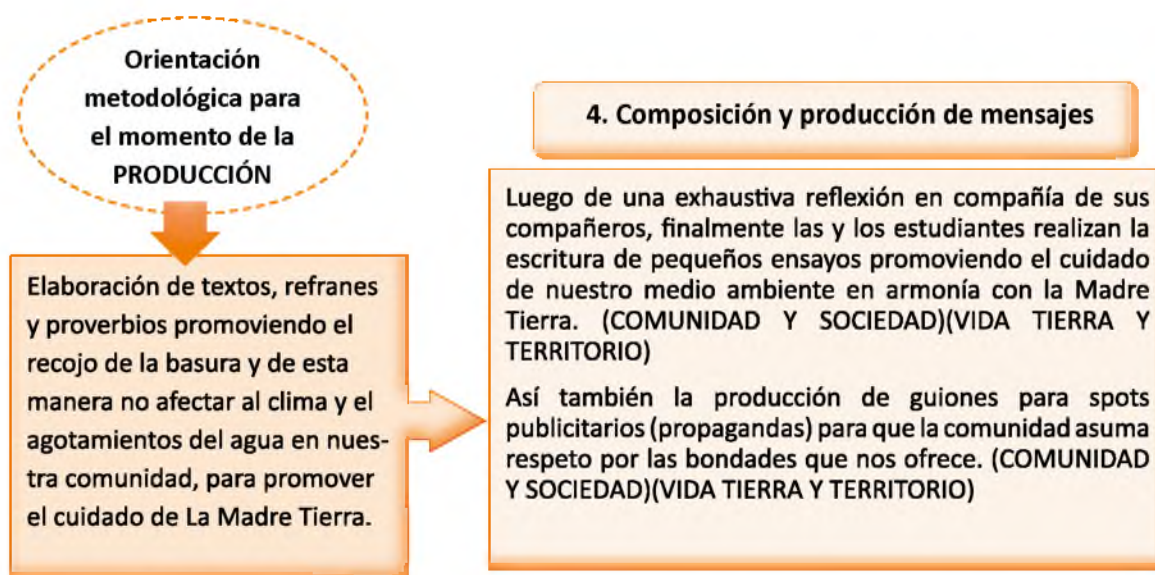 Orientación
metodológica para
el momento de la
PRODUCCIÓN
Elaboración de textos, refranes
y proverbios promoviendo el
recojo de la basura y de esta
manera no afectar al clima y el
agotamientos del agua en nues-
tra comunidad, para promover
el cuidado de La Madre Tierra.
4. Composición y producción de mensajes
Luego de una exhaustiva reflexión en compañía de sus
compañeros, finalmente las y los estudiantes realizan la
escritura de pequeños ensayos promoviendo el cuidado
de nuestro medio ambiente en armonía con la Madre
Tierra. (COMUNIDAD Y SOCIEDAD)(VIDA TIERRA Y
TERRITORIO)
Así también la producción de guiones para spots
publicitarios (propagandas) para que la comunidad asuma
respeto por las bondades que nos ofrece. (COMUNIDAD
Y SOCIEDAD)(VIDA TIERRA Y TERRITORIO)